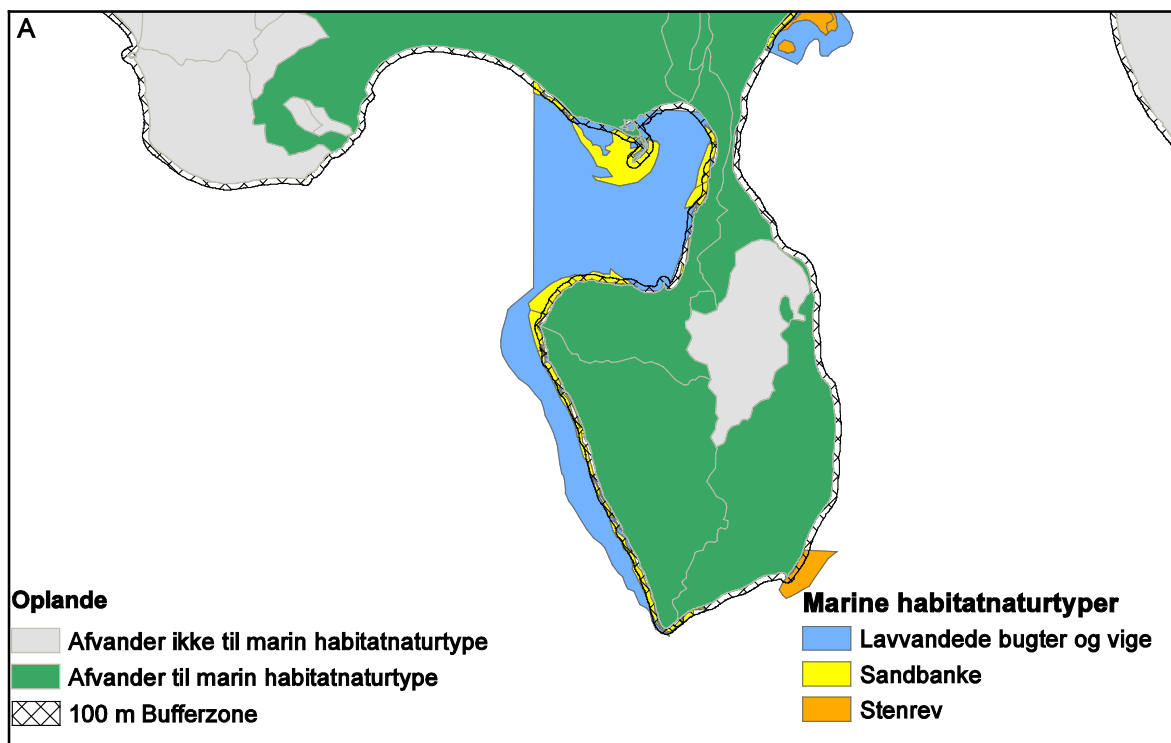 A
Oplande
Afvander ikke til marin habitatnaturtype
Afvander til marin habitatnaturtype
100 m Bufferzone
Marine habitatnaturtyper
Lavvandede bugter og vige
Sandbanke
Stenrev